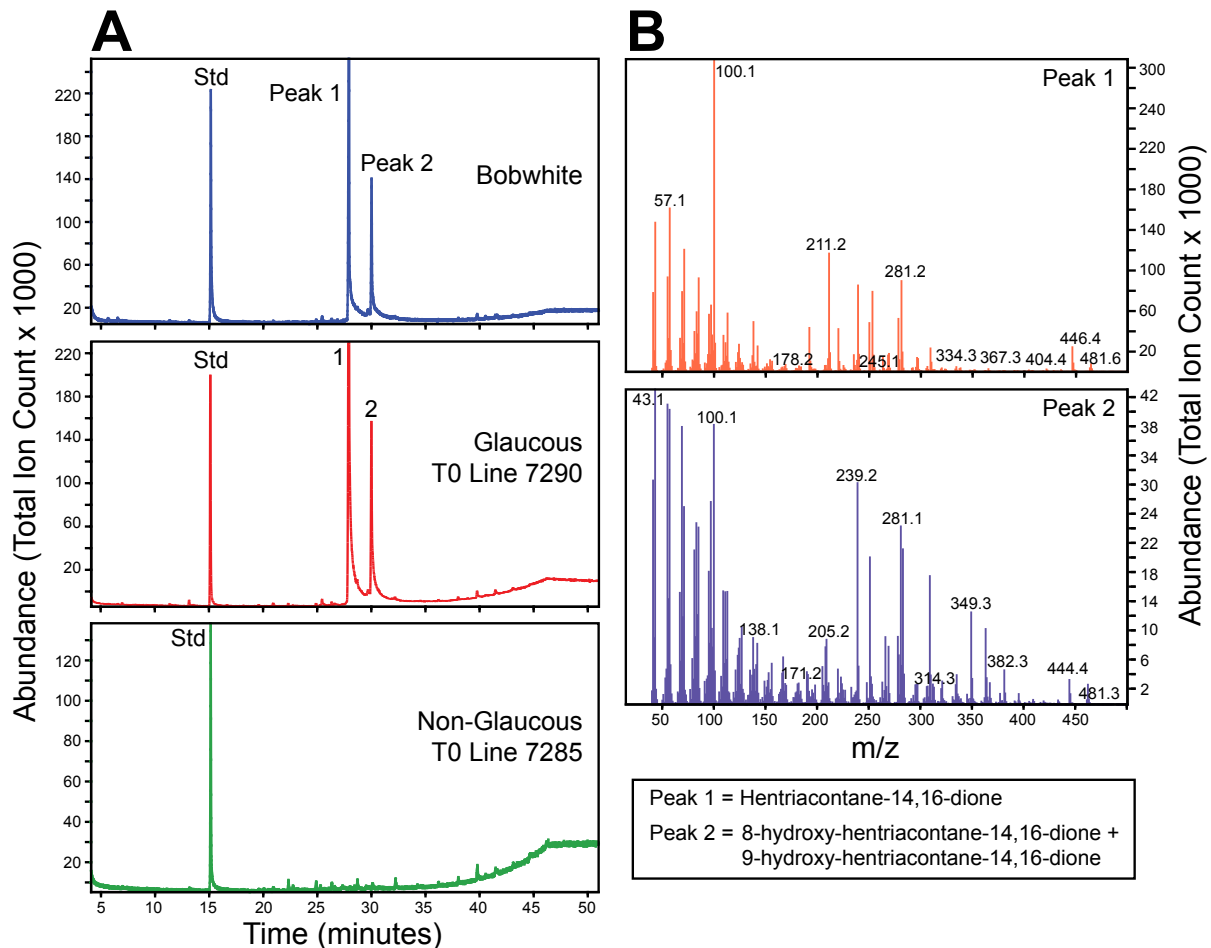 A
Abundance (Total Ion Count x 1000)
220
180
140
100
60
20
Std
Peak 1
Peak 2
Bobwhite
220
180
140
100
60
20
Std
1
2
Glaucous
T0 Line 7290
120
100
80
60
40
20
Std
Non-Glaucous
T0 Line 7285
5 10 15 20 25 30 35 40 45 50
Time (minutes)
B
Peak 1
100.1
57.1
211.2
281.2
178.2
245.1
334.3
367.3
404.4
446.4
481.6
300
240
220
180
140
100
60
20
Peak 2
43.1
100.1
239.2
281.1
349.3
138.1
205.2
171.2
314.3
382.3
444.4
481.3
42
36
30
24
18
14
10
6
2
Abundance (Total Ion Count x 1000)
50 100 150 200 250 300 350 400 450
m/z
Peak 1 = Hentriacontane-14,16-dione
Peak 2 = 8-hydroxy-hentriacontane-14,16-dione +
9-hydroxy-hentriacontane-14,16-dione